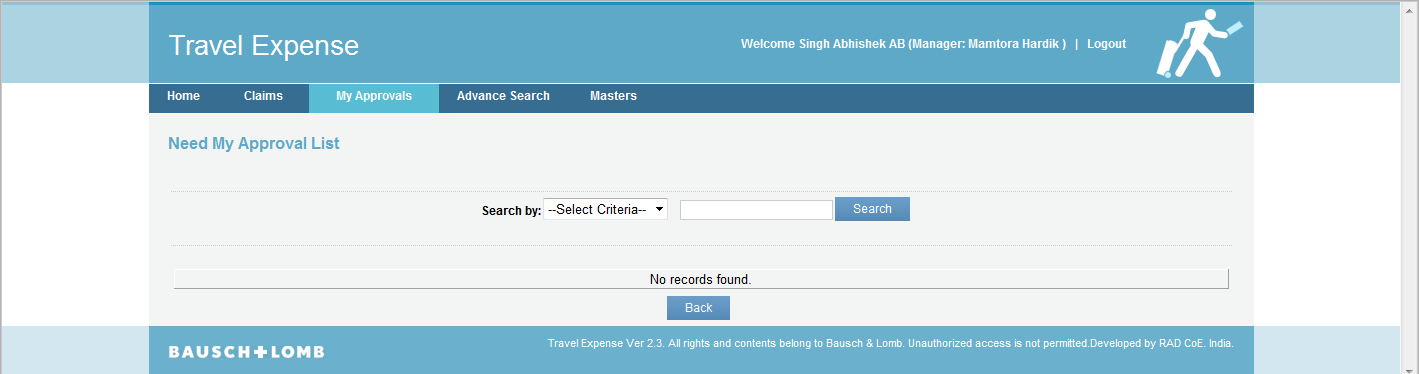 Travel Expense
Welcome Singh Abhishek AB (Manager: Mamtora Hardik ) | Logout
Home Claims My Approvals Advance Search Masters
Need My Approval List
Search by: --Select Criteria-- Search
No records found.
Back
BAUSCH+LOMB
Travel Expense Ver 2.3. All rights and contents belong to Bausch & Lomb. Unauthorized access is not permitted.Developed by RAD CoE. India.